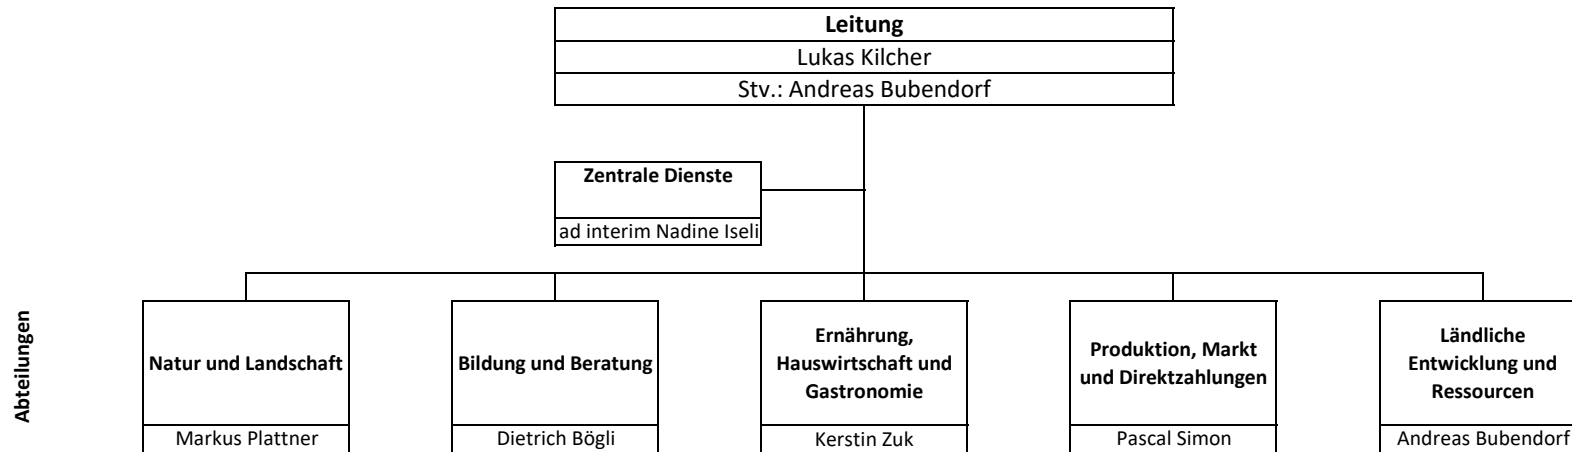 Leitung
Lukas Kilcher
Stv.: Andreas Bubendorf
Zentrale Dienste
ad interim Nadine Iseli
Abteilungen
Natur und Landschaft
Markus Plattner
Bildung und Beratung
Dietrich Bögli
Ernährung,
Hauswirtschaft und
Gastronomie
Kerstin Zuk
Produktion, Markt
und Direktzahlungen
Pascal Simon
Ländliche
Entwicklung und
Ressourcen
Andreas Bubendorf